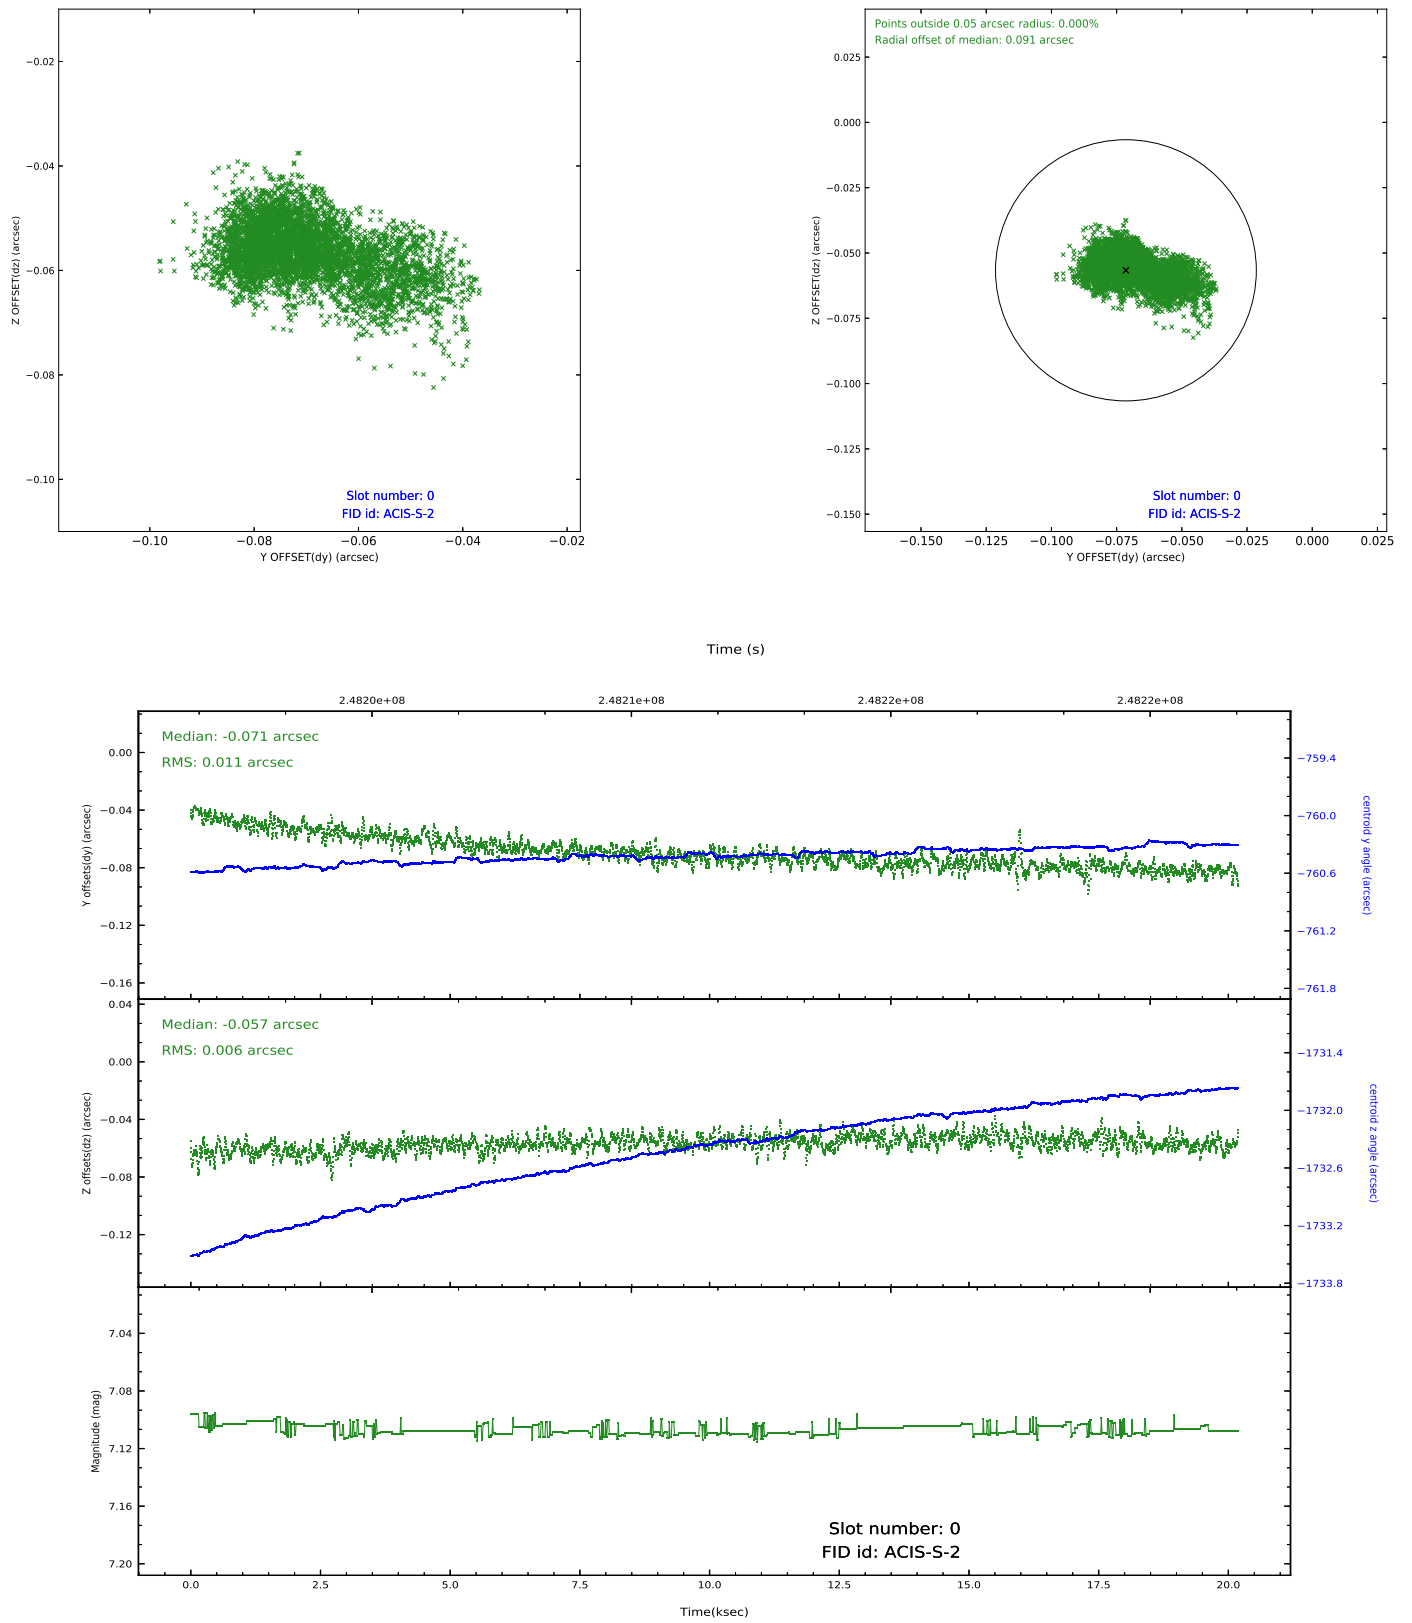 −0.02
−0.04
−0.06
−0.08
−0.10
Z OFFSET(dz) (arcsec)
Slot number: 0
FID id: ACIS-S-2
−0.10 −0.08 −0.06 −0.04 −0.02
Y OFFSET(dy) (arcsec)
Points outside 0.05 arcsec radius: 0.000%
Radial offset of median: 0.091 arcsec
0.025
0.000
−0.025
−0.050
−0.075
−0.100
−0.125
−0.150
Z OFFSET(dz) (arcsec)
Slot number: 0
FID id: ACIS-S-2
−0.150 −0.125 −0.100 −0.075 −0.050 −0.025 0.000 0.025
Y OFFSET(dy) (arcsec)
Time (s)
2.4820e+08 2.4821e+08 2.4822e+08 2.4822e+08
Median: -0.071 arcsec
RMS: 0.011 arcsec
0.00
−0.04
−0.08
−0.12
−0.16
Y offsets(dy) (arcsec)
−759.4
−760.0
−760.6
−761.2
−761.8
centroid y angle (arcsec)
Median: -0.057 arcsec
RMS: 0.006 arcsec
0.04
0.00
−0.04
−0.08
−0.12
Z offsets(dz) (arcsec)
−1731.4
−1732.0
−1732.6
−1733.2
−1733.8
centroid z angle (arcsec)
7.04
7.08
7.12
7.16
7.20
Magnitude (mag)
Slot number: 0
FID id: ACIS-S-2
0.0 2.5 5.0 7.5 10.0 12.5 15.0 17.5 20.0
Time(ksec)